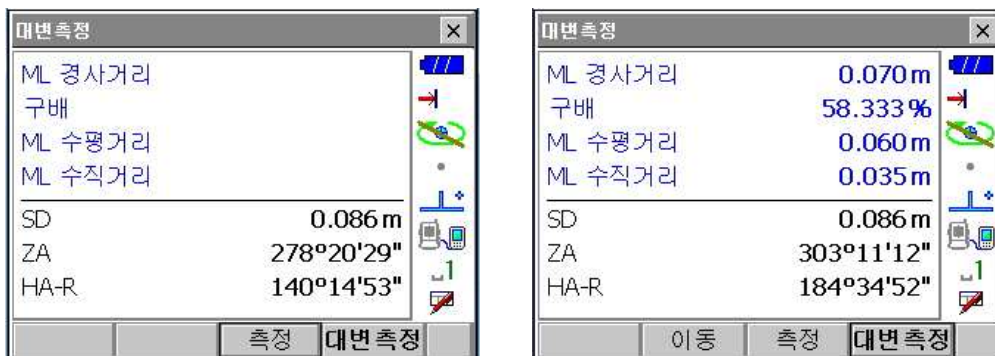 대변측정
ML 경사거리
구배
ML 수평거리
ML 수직거리
SD 0.086 m
ZA 278°20'29"
HA-R 140°14'53"
1
측정 대변측정
대변측정
ML 경사거리 0.070 m
구배 58.333 %
ML 수평거리 0.060 m
ML 수직거리 0.035 m
SD 0.086 m
ZA 303°11'12"
HA-R 184°34'52"
1
이동 측정 대변측정